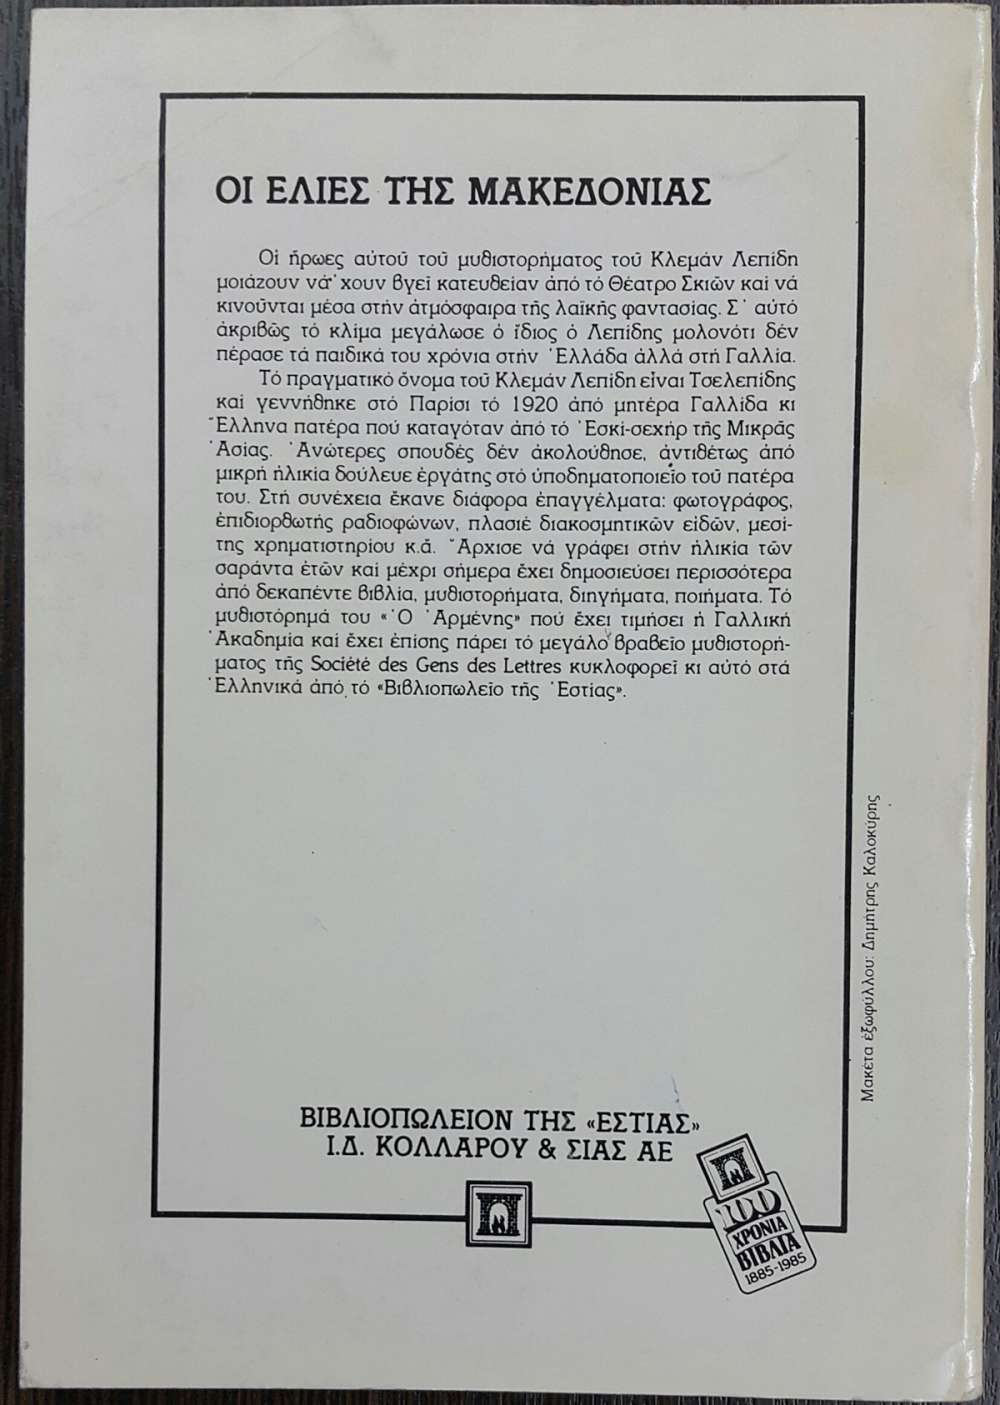 ΟΙ ΕΛΙΕΣ ΤΗΣ ΜΑΚΕΔΟΝΙΑΣ
Οἱ ἥρωες αὐτοῦ τοῦ μυθιστορήματος τοῦ Κλεμάν Λεπίδη
μοιάζουν νά 'χουν βγεῖ κατευθείαν ἀπό τό Θέατρο Σκιῶν καί νά
κινοῦνται μέσα στήν ἀτμόσφαιρα τῆς λαϊκῆς φαντασίας. Σ' αὐτό
ἀκριβῶς τό κλίμα μεγάλωσε ὁ ἴδιος ὁ Λεπίδης μολονότι δέν
πέρασε τά παιδικά του χρόνια στήν Ἑλλάδα ἀλλά στή Γαλλία.
Τό πραγματικό ὄνομα τοῦ Κλεμάν Λεπίδη εἶναι Τσελεπίδης
καί γεννήθηκε στό Παρίσι τό 1920 ἀπό μητέρα Γαλλίδα κι
Ἕλληνα πατέρα πού καταγόταν ἀπό τό Ἐσκί-σεχήρ τῆς Μικρᾶς
Ἀσίας. Ἀνώτερες σπουδές δέν ἀκολούθησε, ἀντιθέτως ἀπό
μικρή ἡλικία δούλευε ἐργάτης στό ὑποδηματοποιεῖο τοῦ πατέρα
του. Στή συνέχεια ἔκανε διάφορα ἐπαγγέλματα: φωτογράφος,
ἐπιδιορθωτής ραδιοφώνων, πλασιέ διακοσμητικῶν εἰδῶν, μεσί-
της χρηματιστηρίου κ.ἄ. Ἄρχισε νά γράφει στήν ἡλικία τῶν
σαράντα ἐτῶν καί μέχρι σήμερα ἔχει δημοσιεύσει περισσότερα
ἀπό δεκαπέντε βιβλία, μυθιστορήματα, διηγήματα, ποιήματα. Τό
μυθιστόρημά του «Ὁ Ἀρμένης» πού ἔχει τιμήσει ἡ Γαλλική
Ἀκαδημία καί ἔχει ἐπίσης πάρει τό μεγάλο βραβεῖο μυθιστορή-
ματος τῆς Société des Gens des Lettres κυκλοφορεῖ κι αὐτό στά
Ἑλληνικά ἀπό τό «Βιβλιοπωλεῖο τῆς Ἑστίας».
Μακέτα ἐξωφύλλου: Δημήτρης Καλοκύρης
ΒΙΒΛΙΟΠΩΛΕΙΟΝ ΤΗΣ «ΕΣΤΙΑΣ»
Ι.Δ. ΚΟΛΛΑΡΟΥ & ΣΙΑΣ ΑΕ
100
ΧΡΟΝΙΑ
ΒΙΒΛΙΑ
1885-1985